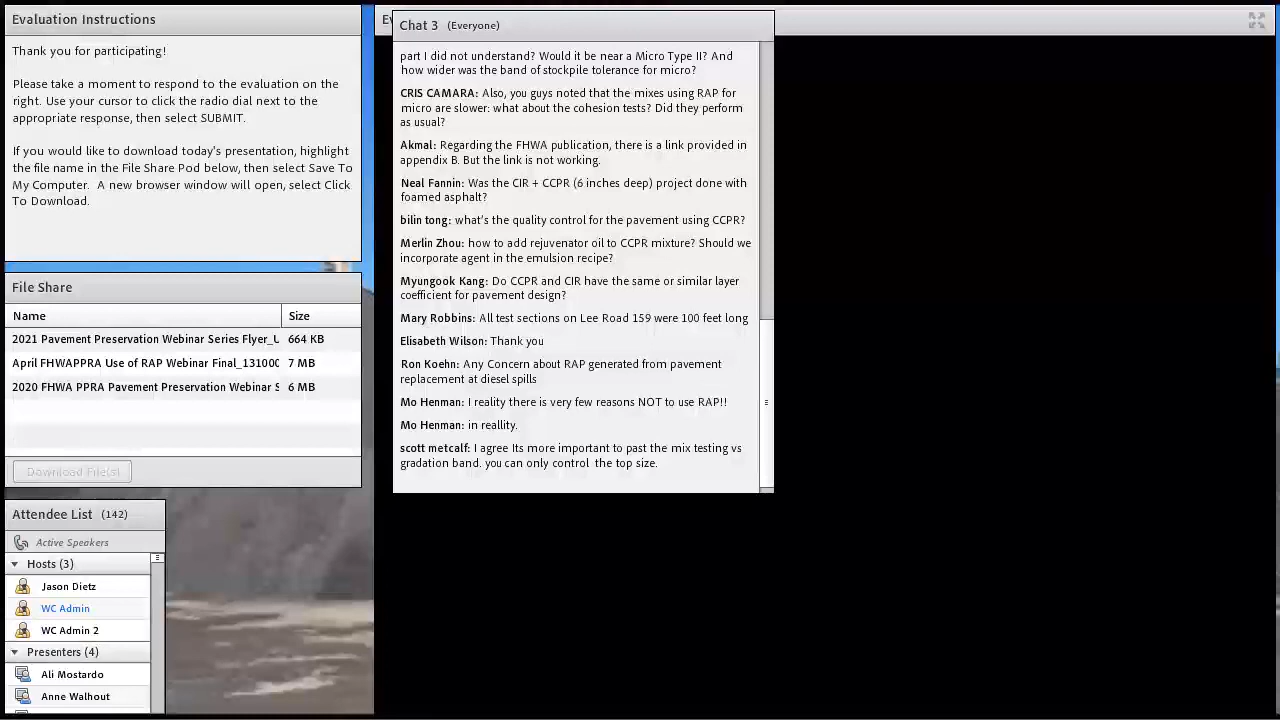 Evaluation Instructions
Thank you for participating!
Please take a moment to respond to the evaluation on the
right. Use your cursor to click the radio dial next to the
appropriate response, then select SUBMIT.
If you would like to download today's presentation, highlight
the file name in the File Share Pod below, then select Save To
My Computer. A new browser window will open, select Click
To Download.
File Share
Name Size
2021 Pavement Preservation Webinar Series Flyer_U 664 KB
April FHWAPPRA Use of RAP Webinar Final_131000 7 MB
2020 FHWA PPRA Pavement Preservation Webinar S 6 MB
Download File(s)
Attendee List (142)
Active Speakers
Hosts (3)
Jason Dietz
WC Admin
WC Admin 2
Presenters (4)
Ali Mostardo
Anne Walhout
Chat 3 (Everyone)
part I did not understand? Would it be near a Micro Type II? And
how wider was the band of stockpile tolerance for micro?
CRIS CAMARA: Also, you guys noted that the mixes using RAP for
micro are slower: what about the cohesion tests? Did they perform
as usual?
Akmal: Regarding the FHWA publication, there is a link provided in
appendix B. But the link is not working.
Neal Fannin: Was the CIR + CCPR (6 inches deep) project done with
foamed asphalt?
bilin tong: what's the quality control for the pavement using CCPR?
Merlin Zhou: how to add rejuvenator oil to CCPR mixture? Should we
incorporate agent in the emulsion recipe?
Myungook Kang: Do CCPR and CIR have the same or similar layer
coefficient for pavement design?
Mary Robbins: All test sections on Lee Road 159 were 100 feet long
Elisabeth Wilson: Thank you
Ron Koehn: Any Concern about RAP generated from pavement
replacement at diesel spills
Mo Henman: I reality there is very few reasons NOT to use RAP!!
Mo Henman: in reallity.
scott metcalf: I agree Its more important to past the mix testing vs
gradation band. you can only control the top size.